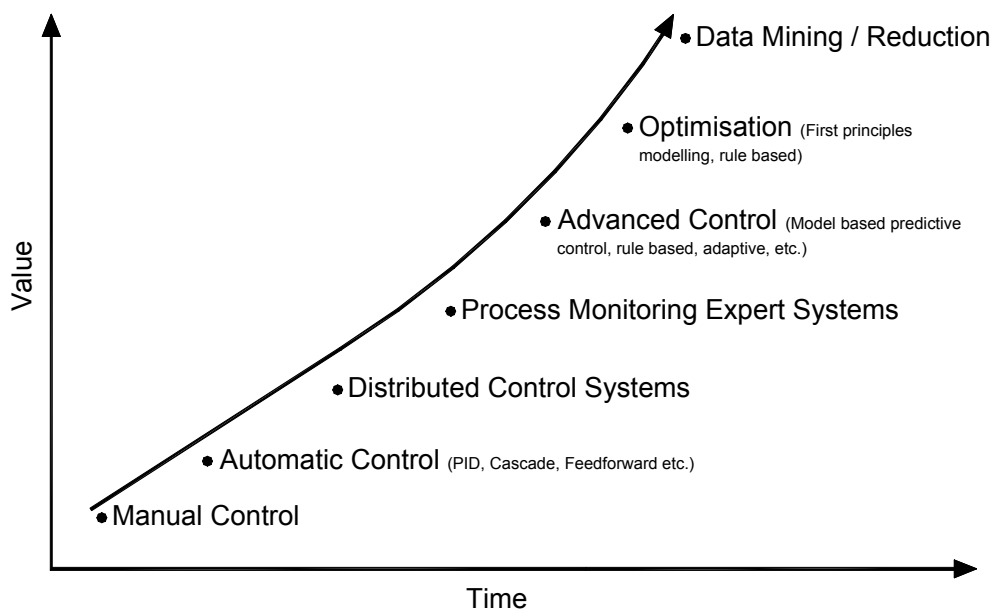 Data Mining / Reduction
Optimisation (First principles
modelling, rule based)
Advanced Control (Model based predictive
control, rule based, adaptive, etc.)
Process Monitoring Expert Systems
Distributed Control Systems
Automatic Control (PID, Cascade, Feedforward etc.)
Manual Control
Value
Time